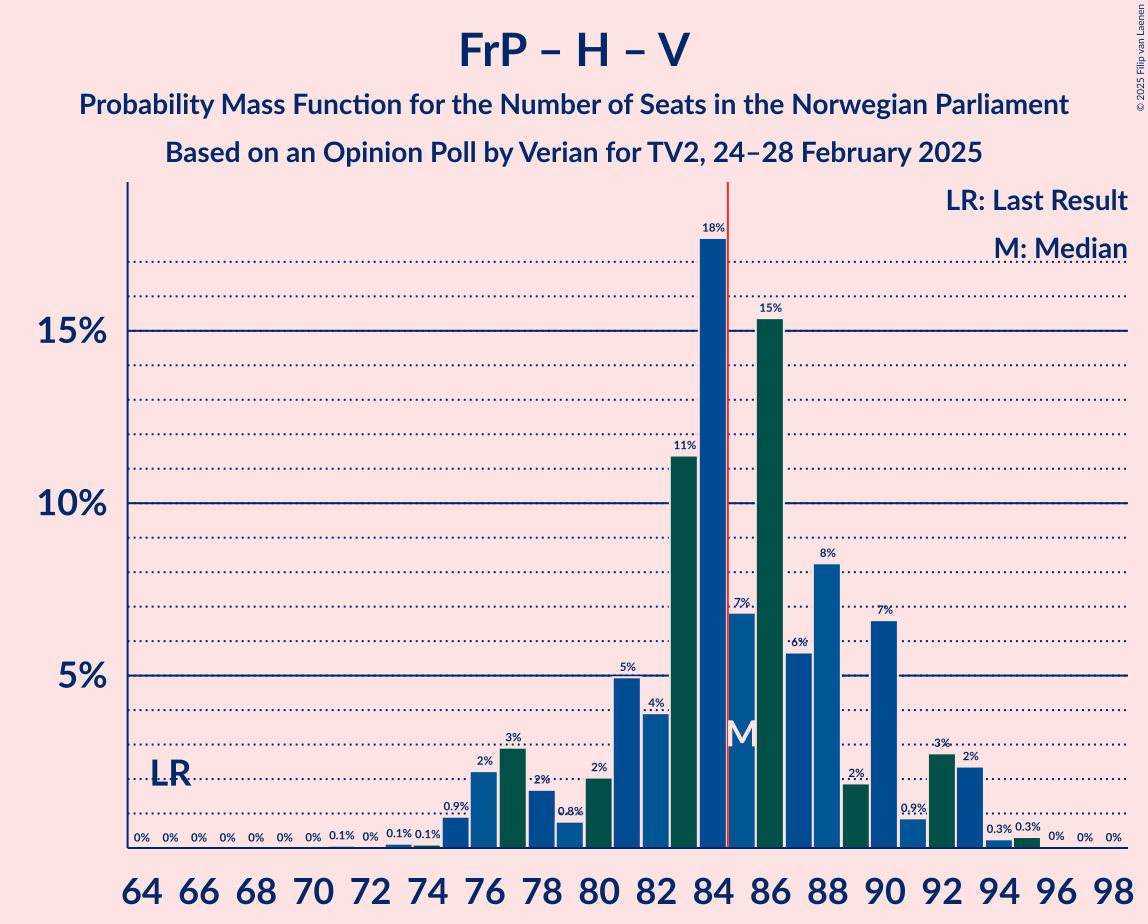 FrP – H – V
Probability Mass Function for the Number of Seats in the Norwegian Parliament
Based on an Opinion Poll by Verian for TV2, 24–28 February 2025
© 2025 Filip van Laenen
LR: Last Result
M: Median
15%
10%
5%
LR
M
0% 0% 0% 0% 0% 0% 0% 0.1% 0% 0.1% 0.1% 0.9% 2% 3% 2% 0.8% 2% 5% 4% 11% 18% 7% 15% 6% 8% 2% 7% 0.9% 3% 2% 0.3% 0.3% 0% 0% 0%
64 66 68 70 72 74 76 78 80 82 84 86 88 90 92 94 96 98